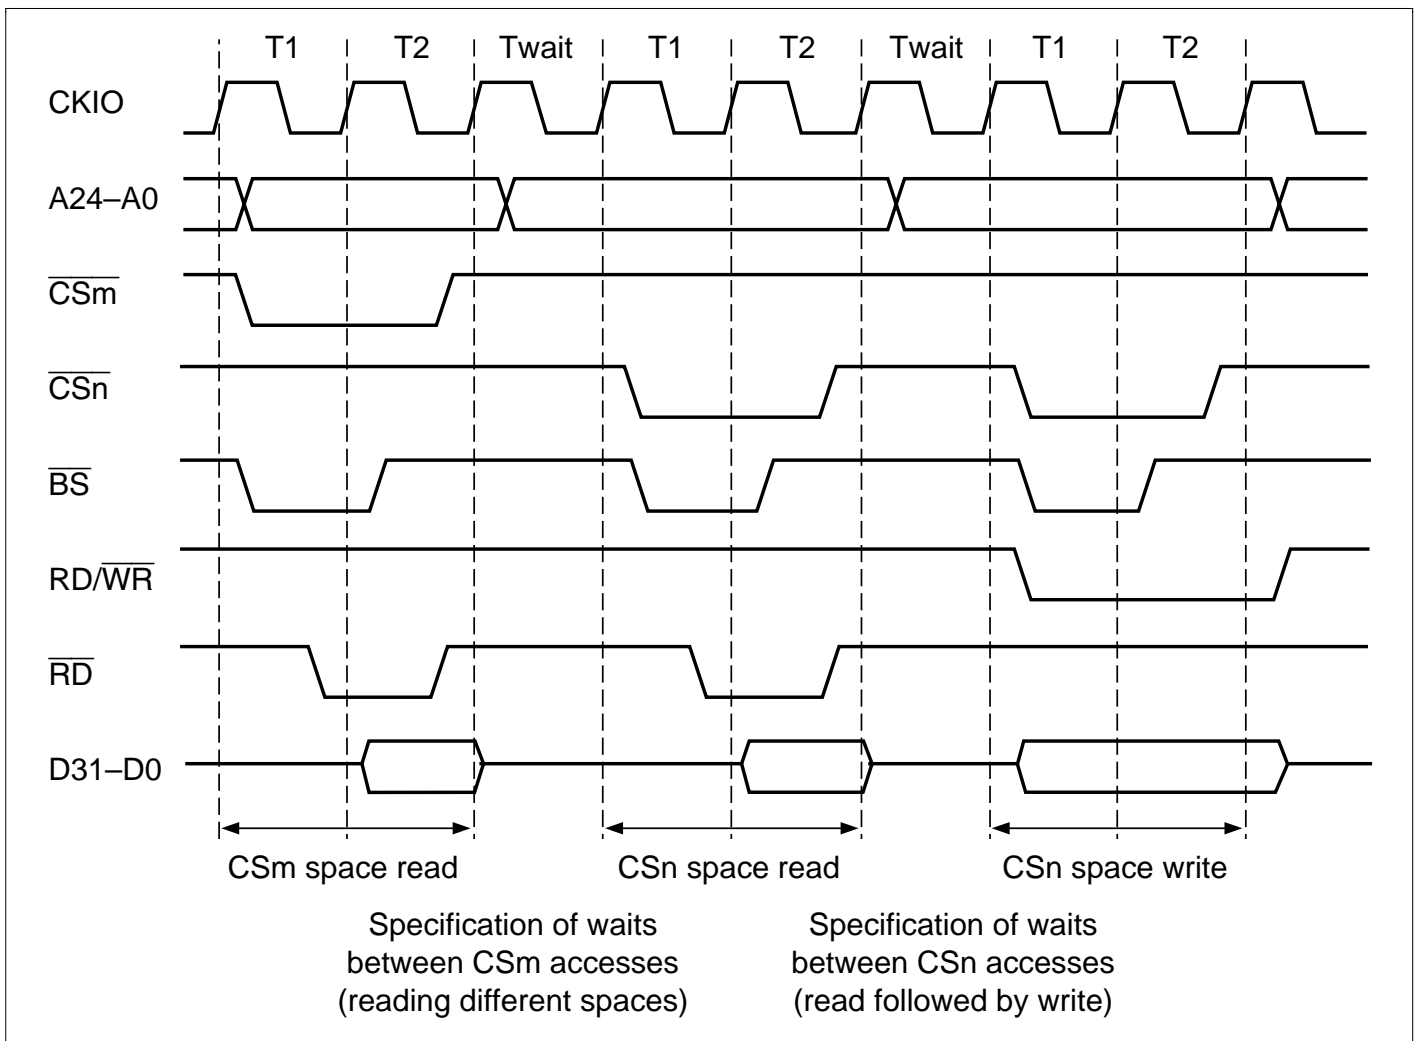 T1 T2 Twait T1 T2 Twait T1 T2
CKIO
A24–A0
CSm
CSn
BS
RD/WR
RD
D31–D0
CSm space read CSn space read CSn space write
Specification of waits
between CSm accesses
(reading different spaces)
Specification of waits
between CSn accesses
(read followed by write)